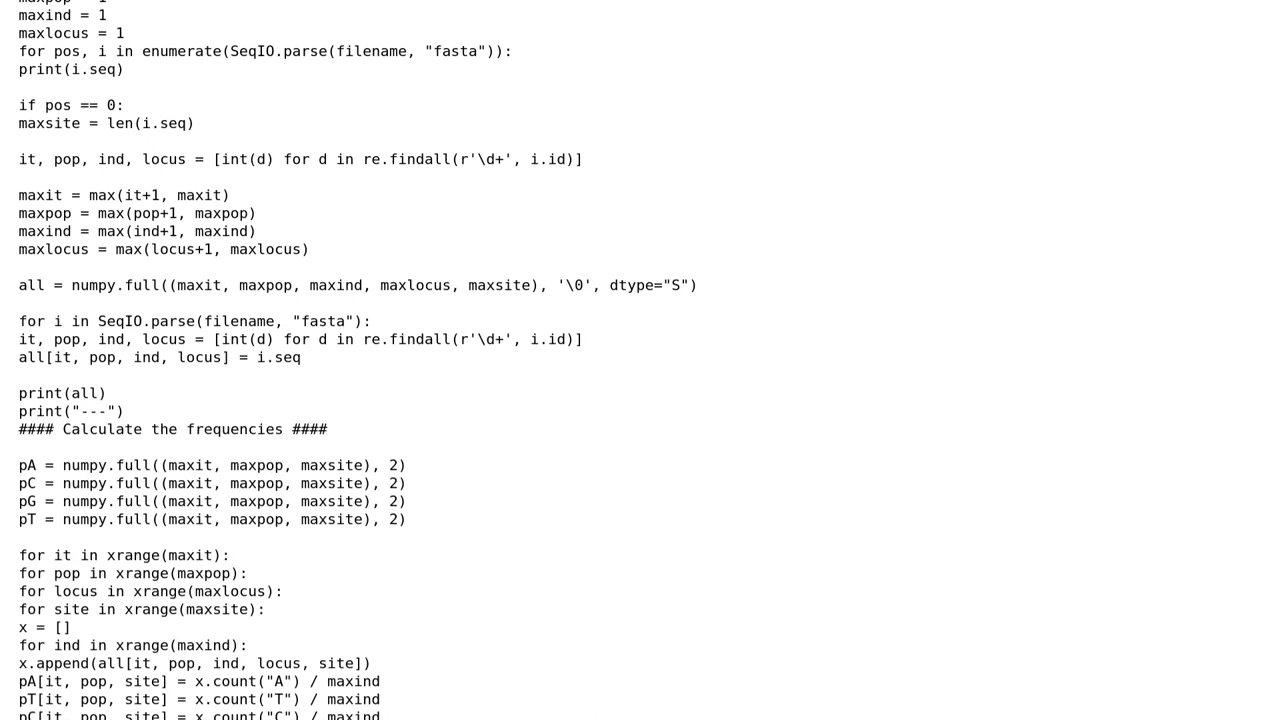 maxpop = 1
maxind = 1
maxlocus = 1
for pos, i in enumerate(SeqIO.parse(filename, "fasta")):
print(i.seq)
if pos == 0:
maxsite = len(i.seq)
it, pop, ind, locus = [int(d) for d in re.findall(r'\d+', i.id)]
maxit = max(it+1, maxit)
maxpop = max(pop+1, maxpop)
maxind = max(ind+1, maxind)
maxlocus = max(locus+1, maxlocus)
all = numpy.full((maxit, maxpop, maxind, maxlocus, maxsite), '\0', dtype="S")
for i in SeqIO.parse(filename, "fasta"):
it, pop, ind, locus = [int(d) for d in re.findall(r'\d+', i.id)]
all[it, pop, ind, locus] = i.seq
print(all)
print("---")
#### Calculate the frequencies ####
pA = numpy.full((maxit, maxpop, maxsite), 2)
pC = numpy.full((maxit, maxpop, maxsite), 2)
pG = numpy.full((maxit, maxpop, maxsite), 2)
pT = numpy.full((maxit, maxpop, maxsite), 2)
for it in xrange(maxit):
for pop in xrange(maxpop):
for locus in xrange(maxlocus):
for site in xrange(maxsite):
x = []
for ind in xrange(maxind):
x.append(all[it, pop, ind, locus, site])
pA[it, pop, site] = x.count("A") / maxind
pT[it, pop, site] = x.count("T") / maxind
pC[it, pop, site] = x.count("C") / maxind